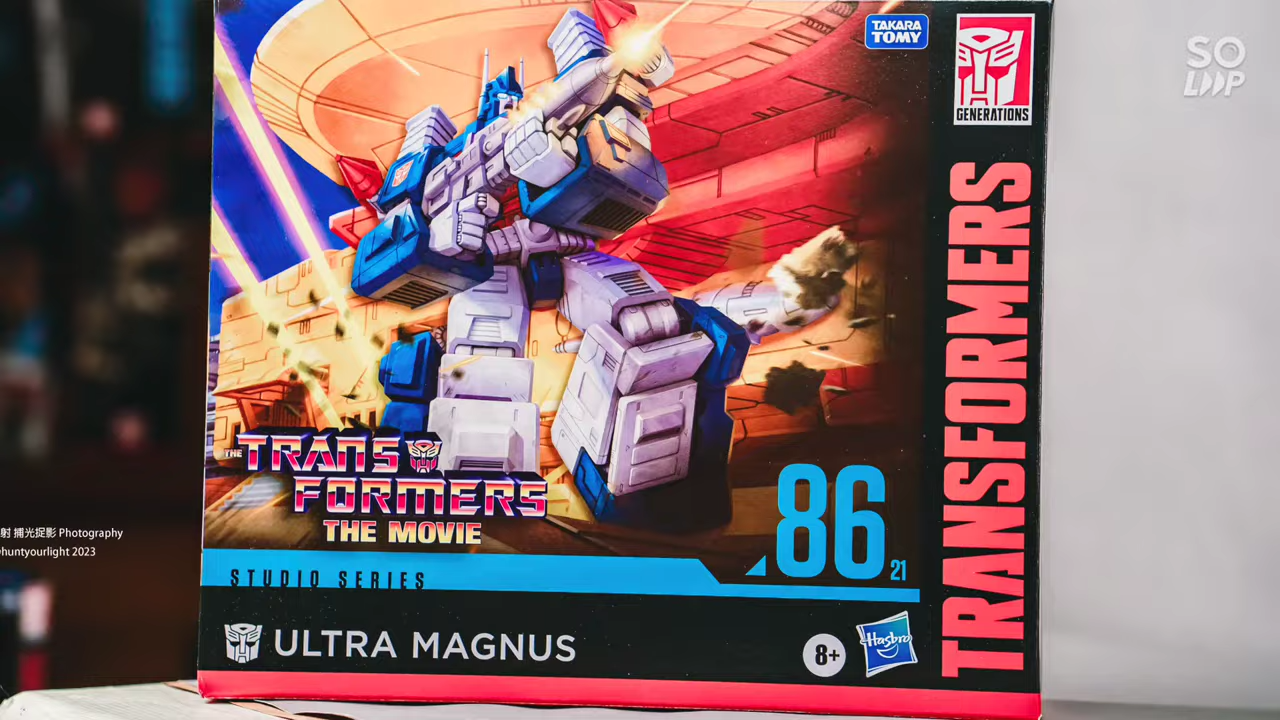 TAKARA
TOMY
SO
LOOP
GENERATIONS
TRANSFORMERS
THE TRANS
FORMERS
THE MOVIE
86
21
STUDIO SERIES
ULTRA MAGNUS
8+
Hasbro
射 捕光捉影 Photography
huntyourlight 2023